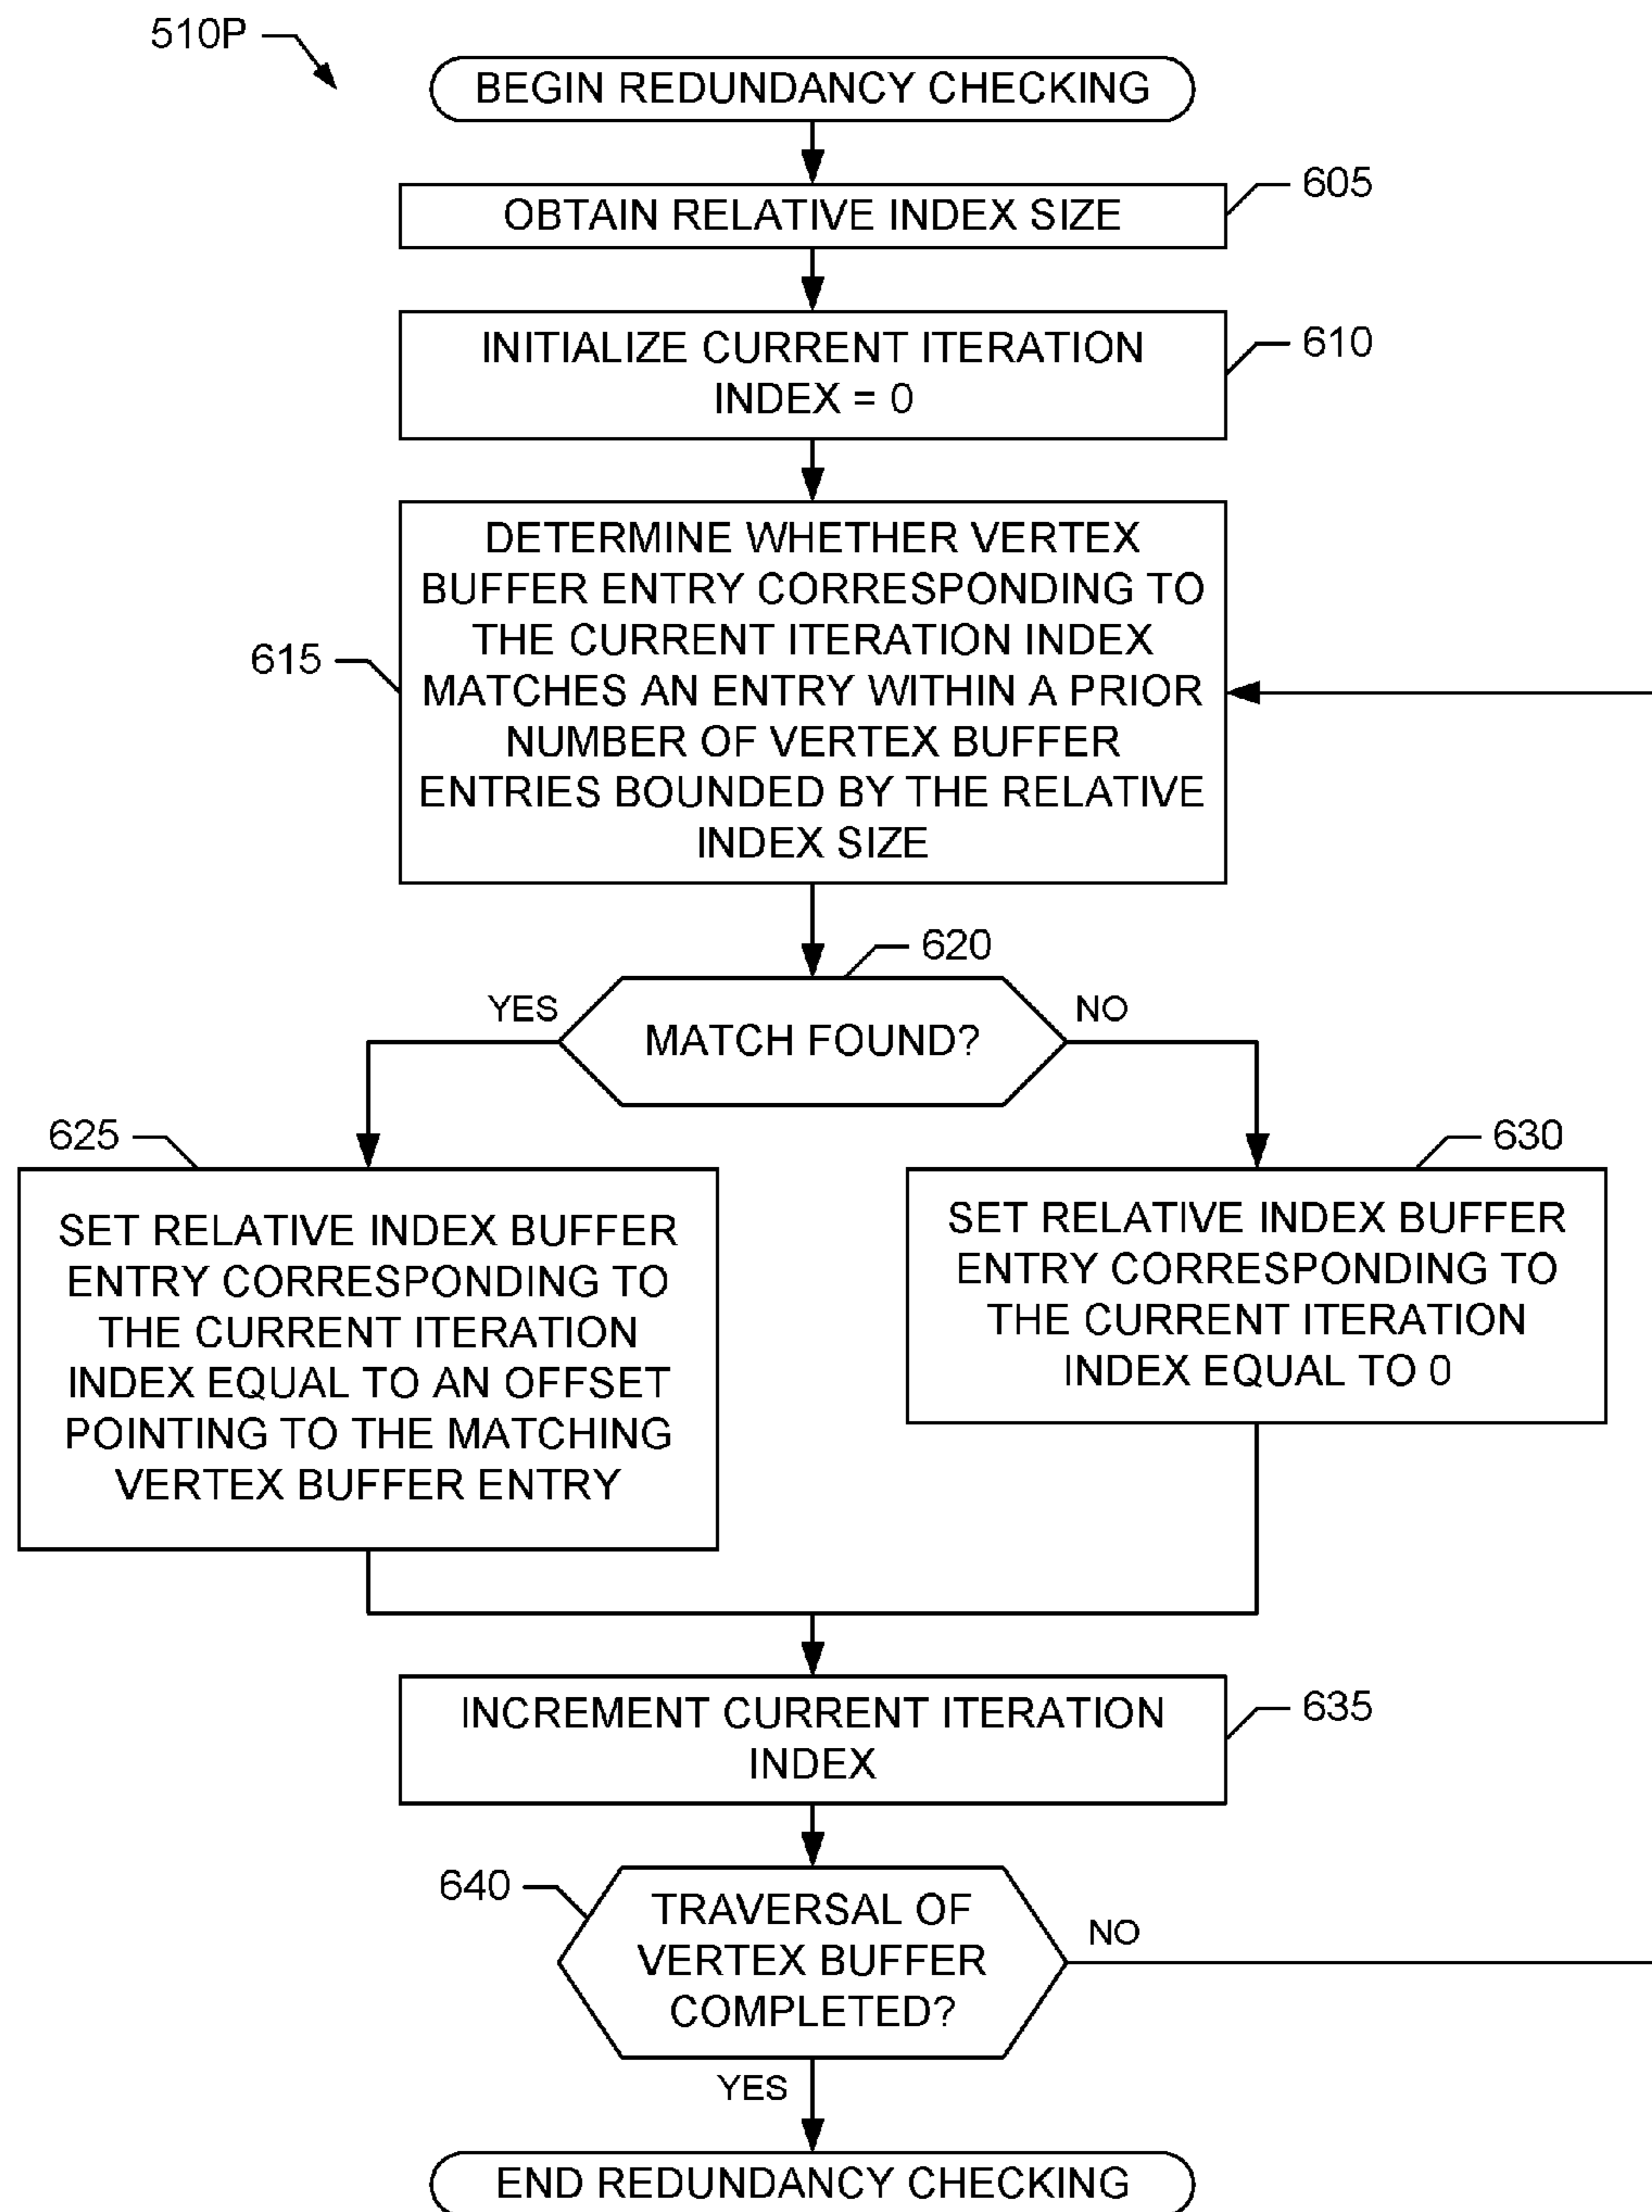 510P
BEGIN REDUNDANCY CHECKING
605
OBTAIN RELATIVE INDEX SIZE
610
INITIALIZE CURRENT ITERATION
INDEX = 0
615
DETERMINE WHETHER VERTEX
BUFFER ENTRY CORRESPONDING TO
THE CURRENT ITERATION INDEX
MATCHES AN ENTRY WITHIN A PRIOR
NUMBER OF VERTEX BUFFER
ENTRIES BOUNDED BY THE RELATIVE
INDEX SIZE
620
YES
MATCH FOUND?
NO
625
SET RELATIVE INDEX BUFFER
ENTRY CORRESPONDING TO
THE CURRENT ITERATION
INDEX EQUAL TO AN OFFSET
POINTING TO THE MATCHING
VERTEX BUFFER ENTRY
630
SET RELATIVE INDEX BUFFER
ENTRY CORRESPONDING TO
THE CURRENT ITERATION
INDEX EQUAL TO 0
635
INCREMENT CURRENT ITERATION
INDEX
640
TRAVERSAL OF
VERTEX BUFFER
COMPLETED?
NO
YES
END REDUNDANCY CHECKING